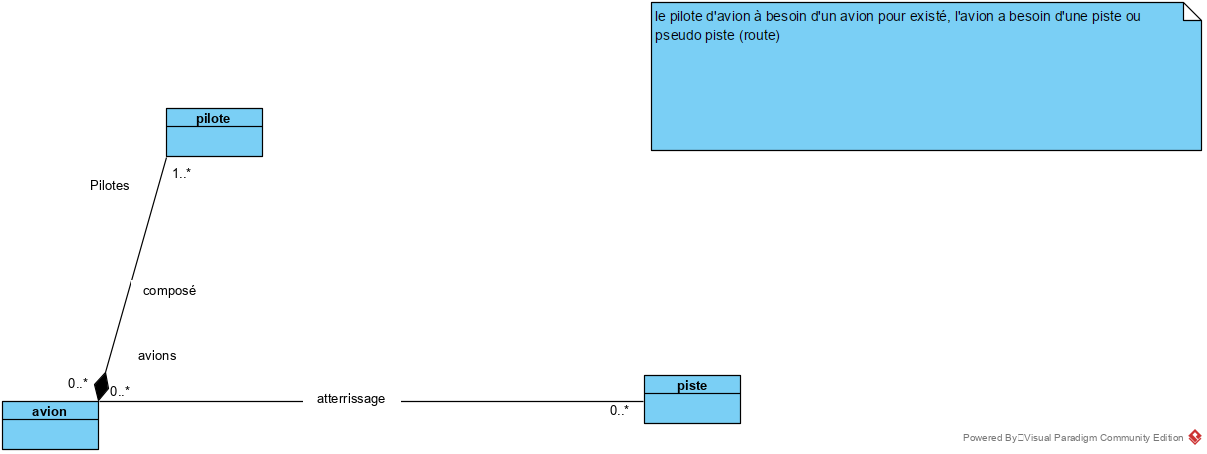 le pilote d'avion à besoin d'un avion pour existé, l'avion a besoin d'une piste ou
pseudo piste (route)
pilote
1..*
Pilotes
composé
avions
0..*
0..*
avion
atterrissage
piste
0..*
Powered By Visual Paradigm Community Edition